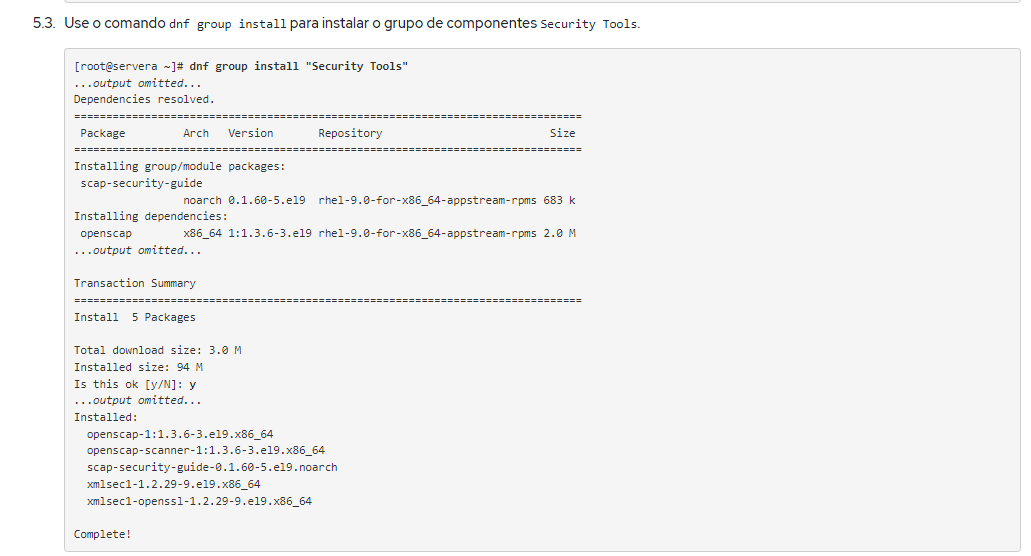 5.3. Use o comando dnf group install para instalar o grupo de componentes Security Tools.
[root@servera ~]# dnf group install "Security Tools"
...output omitted...
Dependencies resolved.
================================================================================
 Package         Arch   Version       Repository                          Size
================================================================================
Installing group/module packages:
 scap-security-guide
                 noarch 0.1.60-5.el9  rhel-9.0-for-x86_64-appstream-rpms 683 k
Installing dependencies:
 openscap        x86_64 1:1.3.6-3.el9 rhel-9.0-for-x86_64-appstream-rpms 2.0 M
...output omitted...
Transaction Summary
================================================================================
Install  5 Packages
Total download size: 3.0 M
Installed size: 94 M
Is this ok [y/N]: y
...output omitted...
Installed:
  openscap-1:1.3.6-3.el9.x86_64
  openscap-scanner-1:1.3.6-3.el9.x86_64
  scap-security-guide-0.1.60-5.el9.noarch
  xmlsec1-1.2.29-9.el9.x86_64
  xmlsec1-openssl-1.2.29-9.el9.x86_64
Complete!